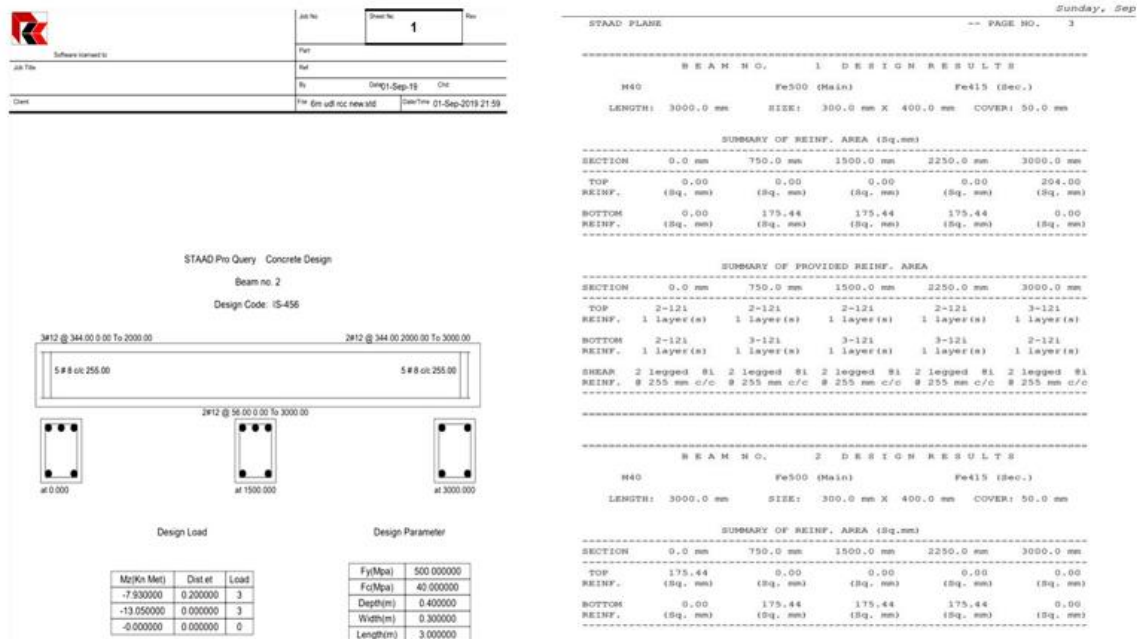 Job No Sheet No Rev
1
Part
Software licensed to
Job Title
Ref
By Date 01-Sep-19 Chd
Client
File 6m udl rcc new.std Date/Time 01-Sep-2019 21:59
STAAD Pro Query Concrete Design
Beam no. 2
Design Code: IS-456
3#12 @ 344.00 0.00 To 2000.00 2#12 @ 344.00 2000.00 To 3000.00
5 # 8 c/c 255.00 5 # 8 c/c 255.00
2#12 @ 56.00 0.00 To 3000.00
at 0.000 at 1500.000 at 3000.000
Design Load
Mz(Kn Met) Dist.et Load
-7.930000 0.200000 3
-13.050000 0.000000 3
-0.000000 0.000000 0
Design Parameter
Fy(Mpa) 500.000000
Fc(Mpa) 40.000000
Depth(m) 0.400000
Width(m) 0.300000
Length(m) 3.000000
Sunday, Sep
STAAD PLANE -- PAGE NO. 3
B E A M N O. 1 D E S I G N R E S U L T S
M40 Fe500 (Main) Fe415 (Sec.)
LENGTH: 3000.0 mm SIZE: 300.0 mm X 400.0 mm COVER: 50.0 mm
SUMMARY OF REINF. AREA (Sq.mm)
SECTION 0.0 mm 750.0 mm 1500.0 mm 2250.0 mm 3000.0 mm
TOP 0.00 0.00 0.00 0.00 204.00
REINF. (Sq. mm) (Sq. mm) (Sq. mm) (Sq. mm) (Sq. mm)
BOTTOM 0.00 175.44 175.44 175.44 0.00
REINF. (Sq. mm) (Sq. mm) (Sq. mm) (Sq. mm) (Sq. mm)
SUMMARY OF PROVIDED REINF. AREA
SECTION 0.0 mm 750.0 mm 1500.0 mm 2250.0 mm 3000.0 mm
TOP 2-12i 2-12i 2-12i 2-12i 3-12i
REINF. 1 layer(s) 1 layer(s) 1 layer(s) 1 layer(s) 1 layer(s)
BOTTOM 2-12i 3-12i 3-12i 3-12i 2-12i
REINF. 1 layer(s) 1 layer(s) 1 layer(s) 1 layer(s) 1 layer(s)
SHEAR 2 legged 8i 2 legged 8i 2 legged 8i 2 legged 8i 2 legged 8i
REINF. @ 255 mm c/c @ 255 mm c/c @ 255 mm c/c @ 255 mm c/c @ 255 mm c/c
B E A M N O. 2 D E S I G N R E S U L T S
M40 Fe500 (Main) Fe415 (Sec.)
LENGTH: 3000.0 mm SIZE: 300.0 mm X 400.0 mm COVER: 50.0 mm
SUMMARY OF REINF. AREA (Sq.mm)
SECTION 0.0 mm 750.0 mm 1500.0 mm 2250.0 mm 3000.0 mm
TOP 175.44 0.00 0.00 0.00 0.00
REINF. (Sq. mm) (Sq. mm) (Sq. mm) (Sq. mm) (Sq. mm)
BOTTOM 0.00 175.44 175.44 175.44 0.00
REINF. (Sq. mm) (Sq. mm) (Sq. mm) (Sq. mm) (Sq. mm)